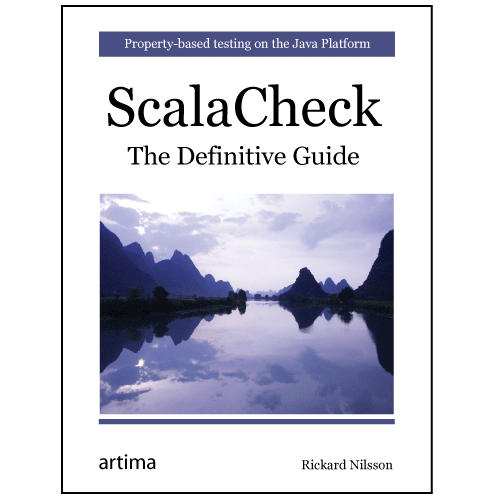 Property-based testing on the Java Platform
ScalaCheck
The Definitive Guide
artima
Rickard Nilsson